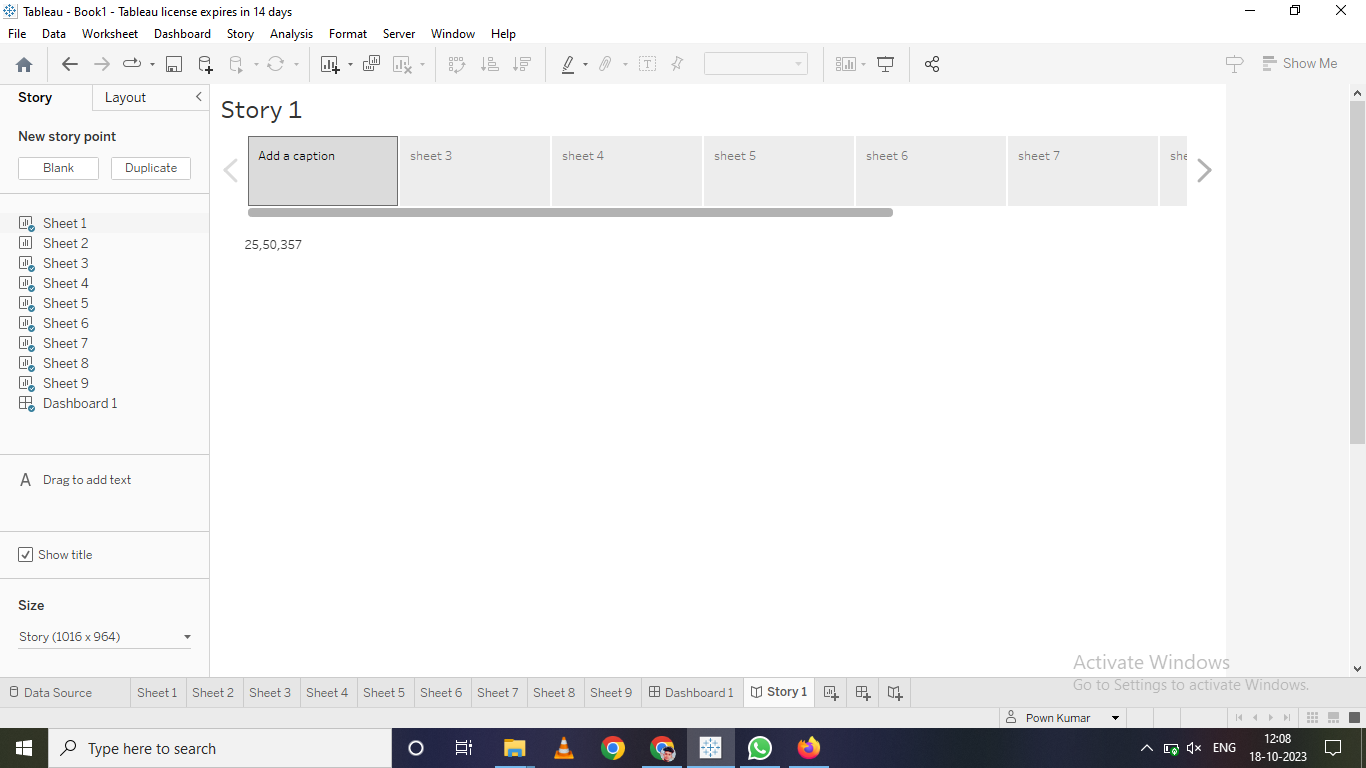 Tableau - Book1 - Tableau license expires in 14 days
File Data Worksheet Dashboard Story Analysis Format Server Window Help
Show Me
Story Layout
New story point
Blank Duplicate
Sheet 1
Sheet 2
Sheet 3
Sheet 4
Sheet 5
Sheet 6
Sheet 7
Sheet 8
Sheet 9
Dashboard 1
A Drag to add text
Show title
Size
Story (1016 x 964)
Story 1
Add a caption sheet 3 sheet 4 sheet 5 sheet 6 sheet 7 she
25,50,357
Activate Windows
Go to Settings to activate Windows.
Data Source Sheet 1 Sheet 2 Sheet 3 Sheet 4 Sheet 5 Sheet 6 Sheet 7 Sheet 8 Sheet 9 Dashboard 1 Story 1
Pown Kumar
Type here to search
ENG
12:08
18-10-2023